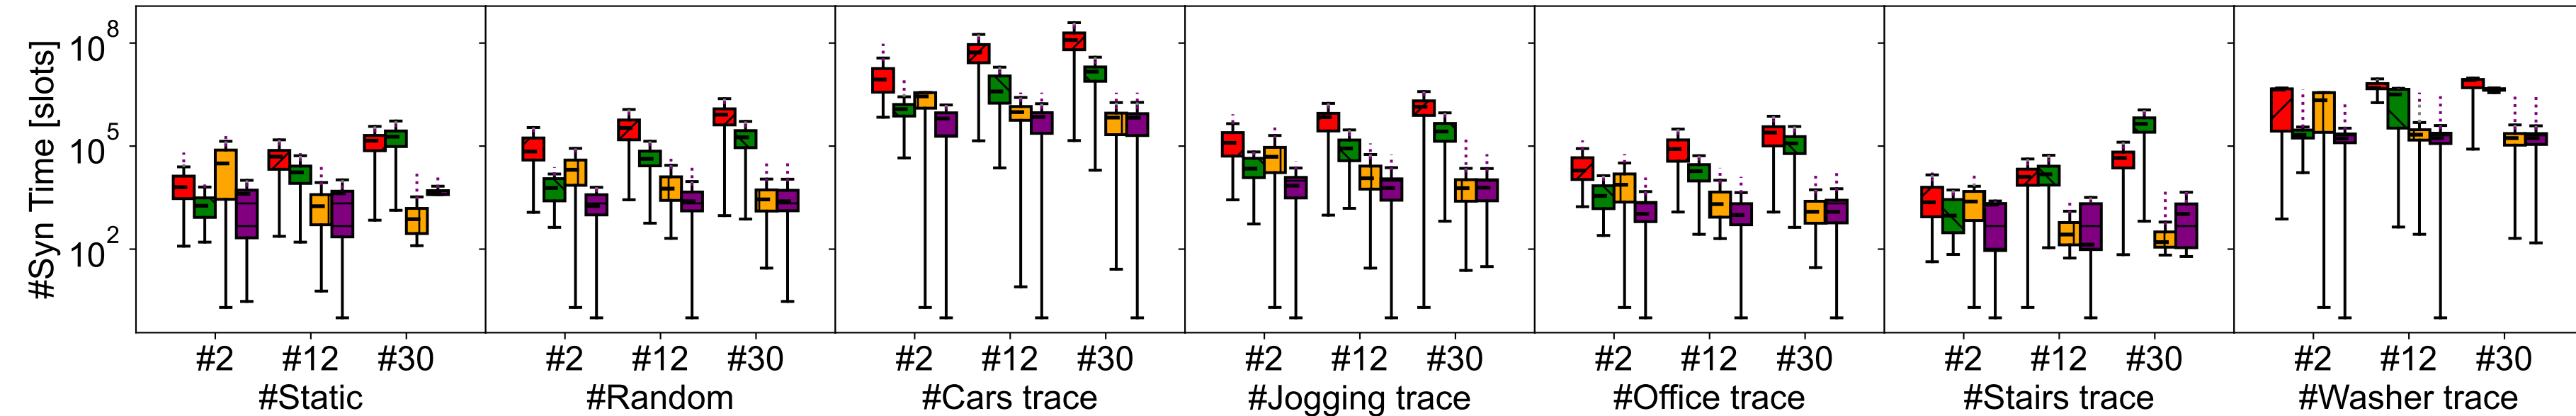 #Syn Time [slots]
10^8
10^5
10^2
#2 #12 #30 #2 #12 #30 #2 #12 #30 #2 #12 #30 #2 #12 #30 #2 #12 #30 #2 #12 #30
#Static #Random #Cars trace #Jogging trace #Office trace #Stairs trace #Washer trace